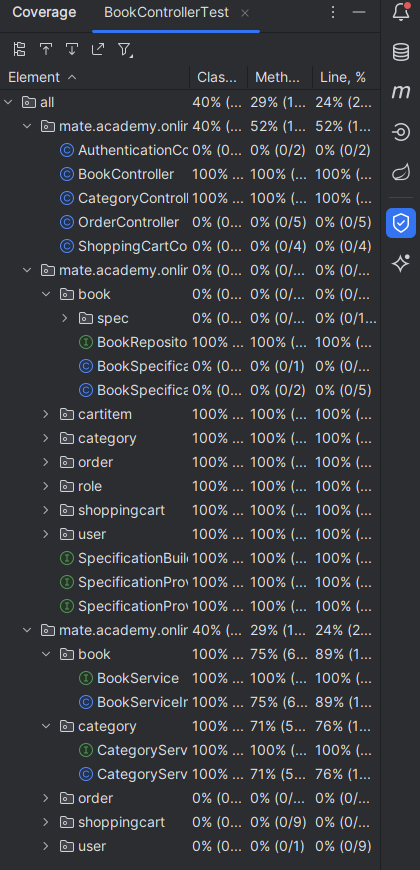 Coverage BookControllerTest
Element Clas... Meth... Line, %
all 40% (... 29% (1... 24% (2...
mate.academy.onlin 40% (... 52% (1... 52% (1...
AuthenticationCo 0% (0... 0% (0/2) 0% (0/2)
BookController 100% ... 100% (... 100% (...
CategoryControll 100% ... 100% (... 100% (...
OrderController 0% (0... 0% (0/5) 0% (0/5)
ShoppingCartCo 0% (0... 0% (0/4) 0% (0/4)
mate.academy.onlin 0% (0... 0% (0/... 0% (0/...
book 0% (0... 0% (0/... 0% (0/...
spec 0% (0... 0% (0/... 0% (0/1...
BookReposito 100% ... 100% (... 100% (...
BookSpecifica 0% (0... 0% (0/1) 0% (0/...
BookSpecifica 0% (0... 0% (0/2) 0% (0/5)
cartitem 100% ... 100% (... 100% (...
category 100% ... 100% (... 100% (...
order 100% ... 100% (... 100% (...
role 100% ... 100% (... 100% (...
shoppingcart 100% ... 100% (... 100% (...
user 100% ... 100% (... 100% (...
SpecificationBuil 100% ... 100% (... 100% (...
SpecificationProv 100% ... 100% (... 100% (...
SpecificationProv 100% ... 100% (... 100% (...
mate.academy.onlin 40% (... 29% (1... 24% (2...
book 100% ... 75% (6... 89% (1...
BookService 100% ... 100% (... 100% (...
BookServiceIm 100% ... 75% (6... 89% (1...
category 100% ... 71% (5... 76% (1...
CategoryServ 100% ... 100% (... 100% (...
CategoryServ 100% ... 71% (5... 76% (1...
order 0% (0... 0% (0/... 0% (0/...
shoppingcart 0% (0... 0% (0/9) 0% (0/...
user 0% (0... 0% (0/1) 0% (0/9)